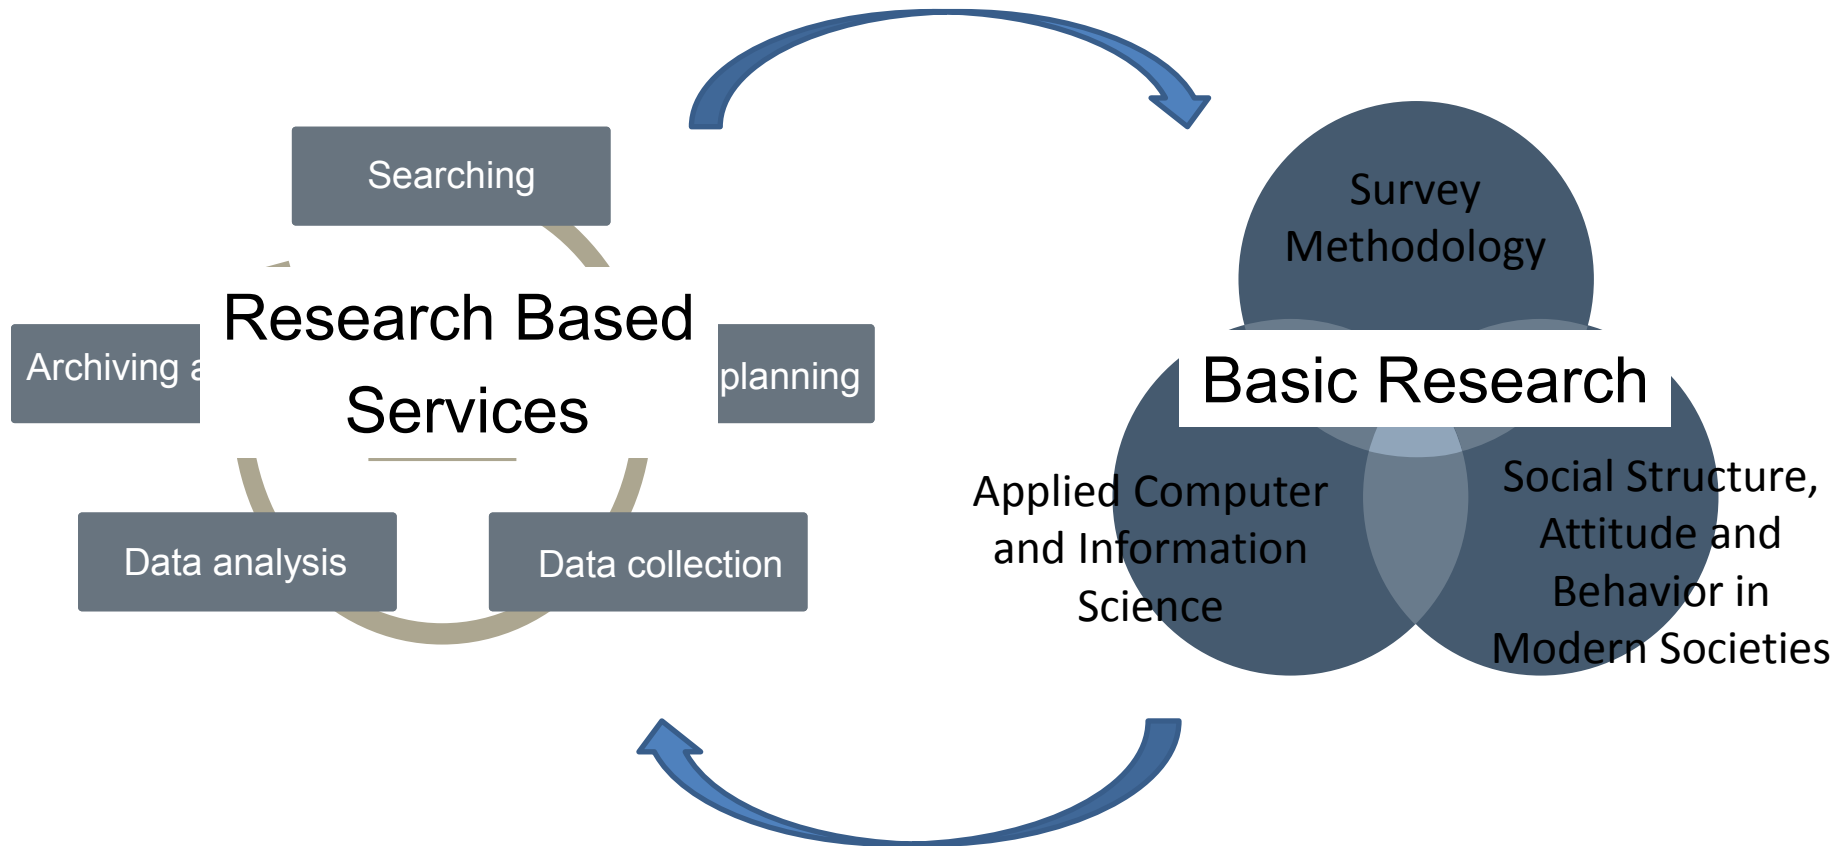 Searching
Research Based
Services
Archiving
planning
Data analysis
Data collection
Survey
Methodology
Basic Research
Applied Computer
and Information
Science
Social Structure,
Attitude and
Behavior in
Modern Societies